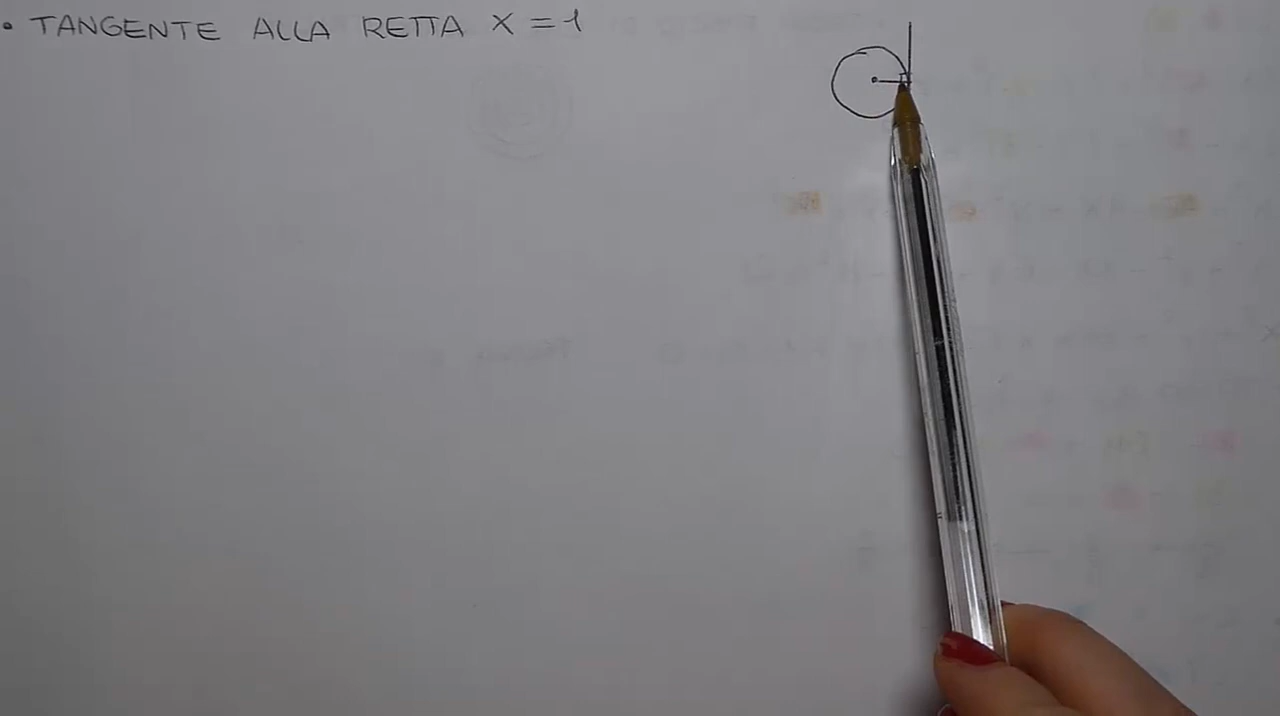 • TANGENTE ALLA RETTA X = 1